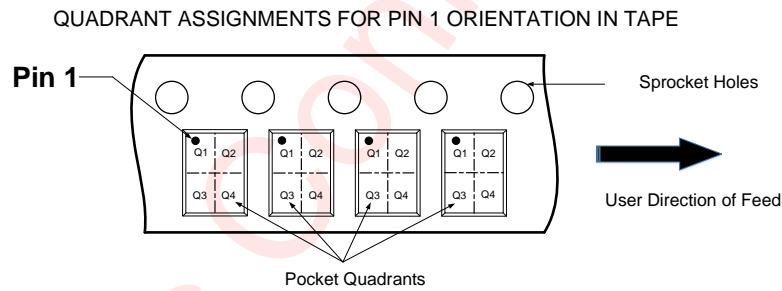 QUADRANT ASSIGNMENTS FOR PIN 1 ORIENTATION IN TAPE
Pin 1
Sprocket Holes
Q1 Q2 Q1 Q2 Q1 Q2 Q1 Q2
Q3 Q4 Q3 Q4 Q3 Q4 Q3 Q4
User Direction of Feed
Pocket Quadrants